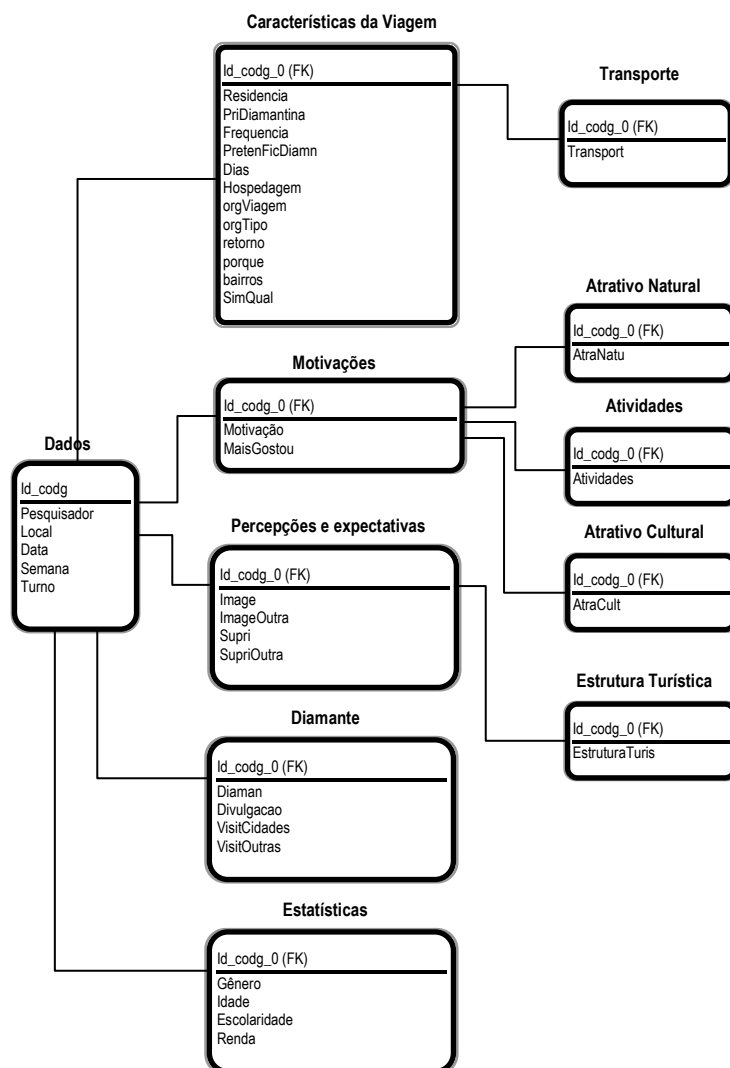 Características da Viagem
Id_codg_0 (FK)
Residencia
PriDiamantina
Frequência
PretenFicDiamn
Dias
Hospedagem
orgViagem
orgTipo
retorno
porque
bairros
SimQual
Transporte
Id_codg_0 (FK)
Transport
Atrativo Natural
Id_codg_0 (FK)
AtraNatu
Motivações
Id_codg_0 (FK)
Motivação
MaisGostou
Atividades
Id_codg_0 (FK)
Atividades
Dados
Id_codg
Pesquisador
Local
Data
Semana
Turno
Percepções e expectativas
Id_codg_0 (FK)
Image
ImageOutra
Supri
SupriOutra
Atrativo Cultural
Id_codg_0 (FK)
AtraCult
Estrutura Turística
Id_codg_0 (FK)
EstruturaTuris
Diamante
Id_codg_0 (FK)
Diaman
Divulgacao
VisitCidades
VisitOutras
Estatísticas
Id_codg_0 (FK)
Gênero
Idade
Escolaridade
Renda